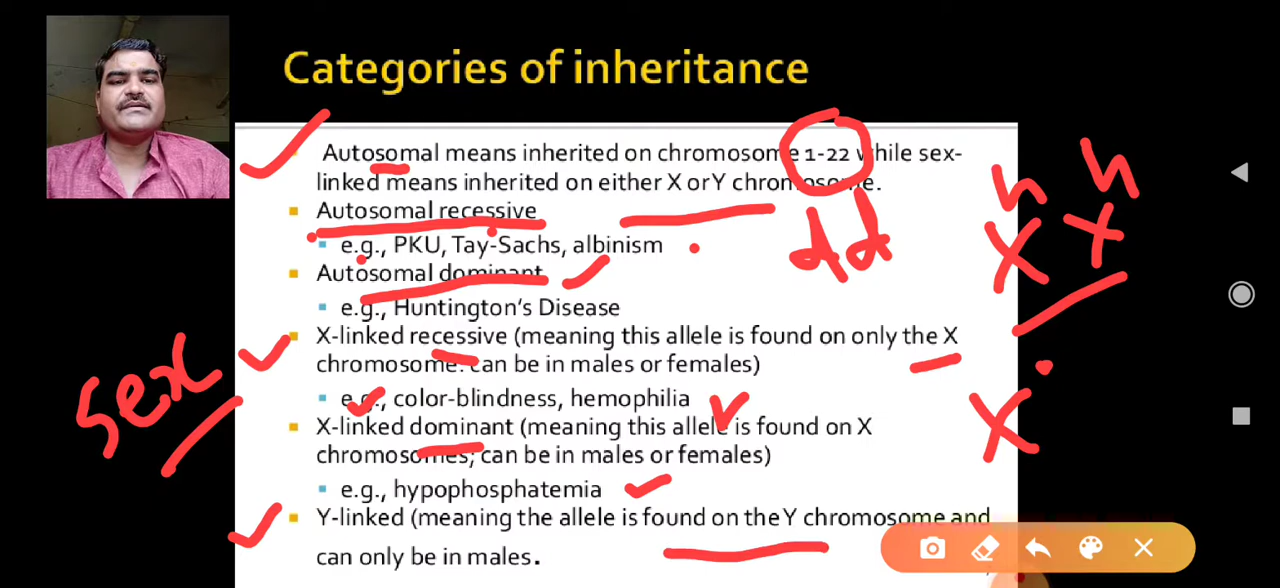 Categories of inheritance
Autosomal means inherited on chromosome 1-22 while sex-
linked means inherited on either X or Y chromosome.
Autosomal recessive
e.g., PKU, Tay-Sachs, albinism
Autosomal dominant
e.g., Huntington's Disease
X-linked recessive (meaning this allele is found on only the X
chromosome: can be in males or females)
e.g., color-blindness, hemophilia
X-linked dominant (meaning this allele is found on X
chromosomes; can be in males or females)
e.g., hypophosphatemia
Y-linked (meaning the allele is found on the Y chromosome and
can only be in males.
Sex
X X
X